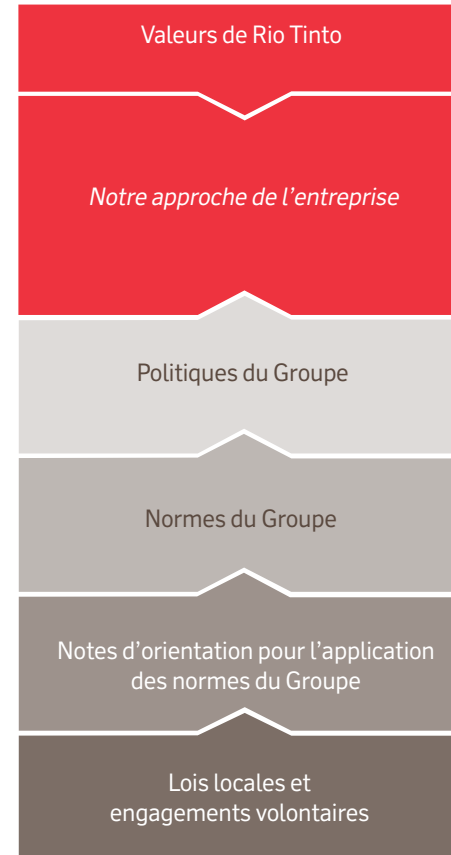 Valeurs de Rio Tinto
Notre approche de l’entreprise
Politiques du Groupe
Normes du Groupe
Notes d’orientation pour l’application
des normes du Groupe
Lois locales et
engagements volontaires